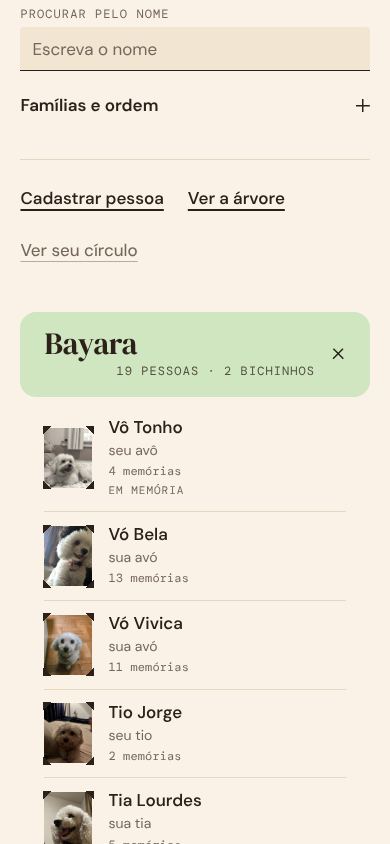 PROCURAR PELO NOME
Escreva o nome
Famílias e ordem
Cadastrar pessoa Ver a árvore
Ver seu círculo
Bayara
19 PESSOAS · 2 BICHINHOS
Vô Tonho
seu avô
4 memórias
EM MEMÓRIA
Vó Bela
sua avó
13 memórias
Vó Vivica
sua avó
11 memórias
Tio Jorge
seu tio
2 memórias
Tia Lourdes
sua tia
5 memórias